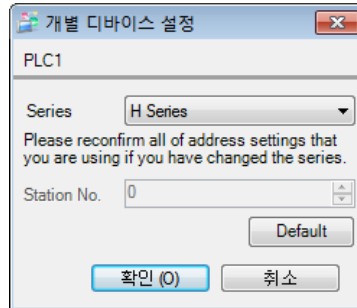 개별 디바이스 설정
PLC1
Series H Series
Please reconfirm all of address settings that
you are using if you have changed the series.
Station No. 0
Default
확인 (O) 취소